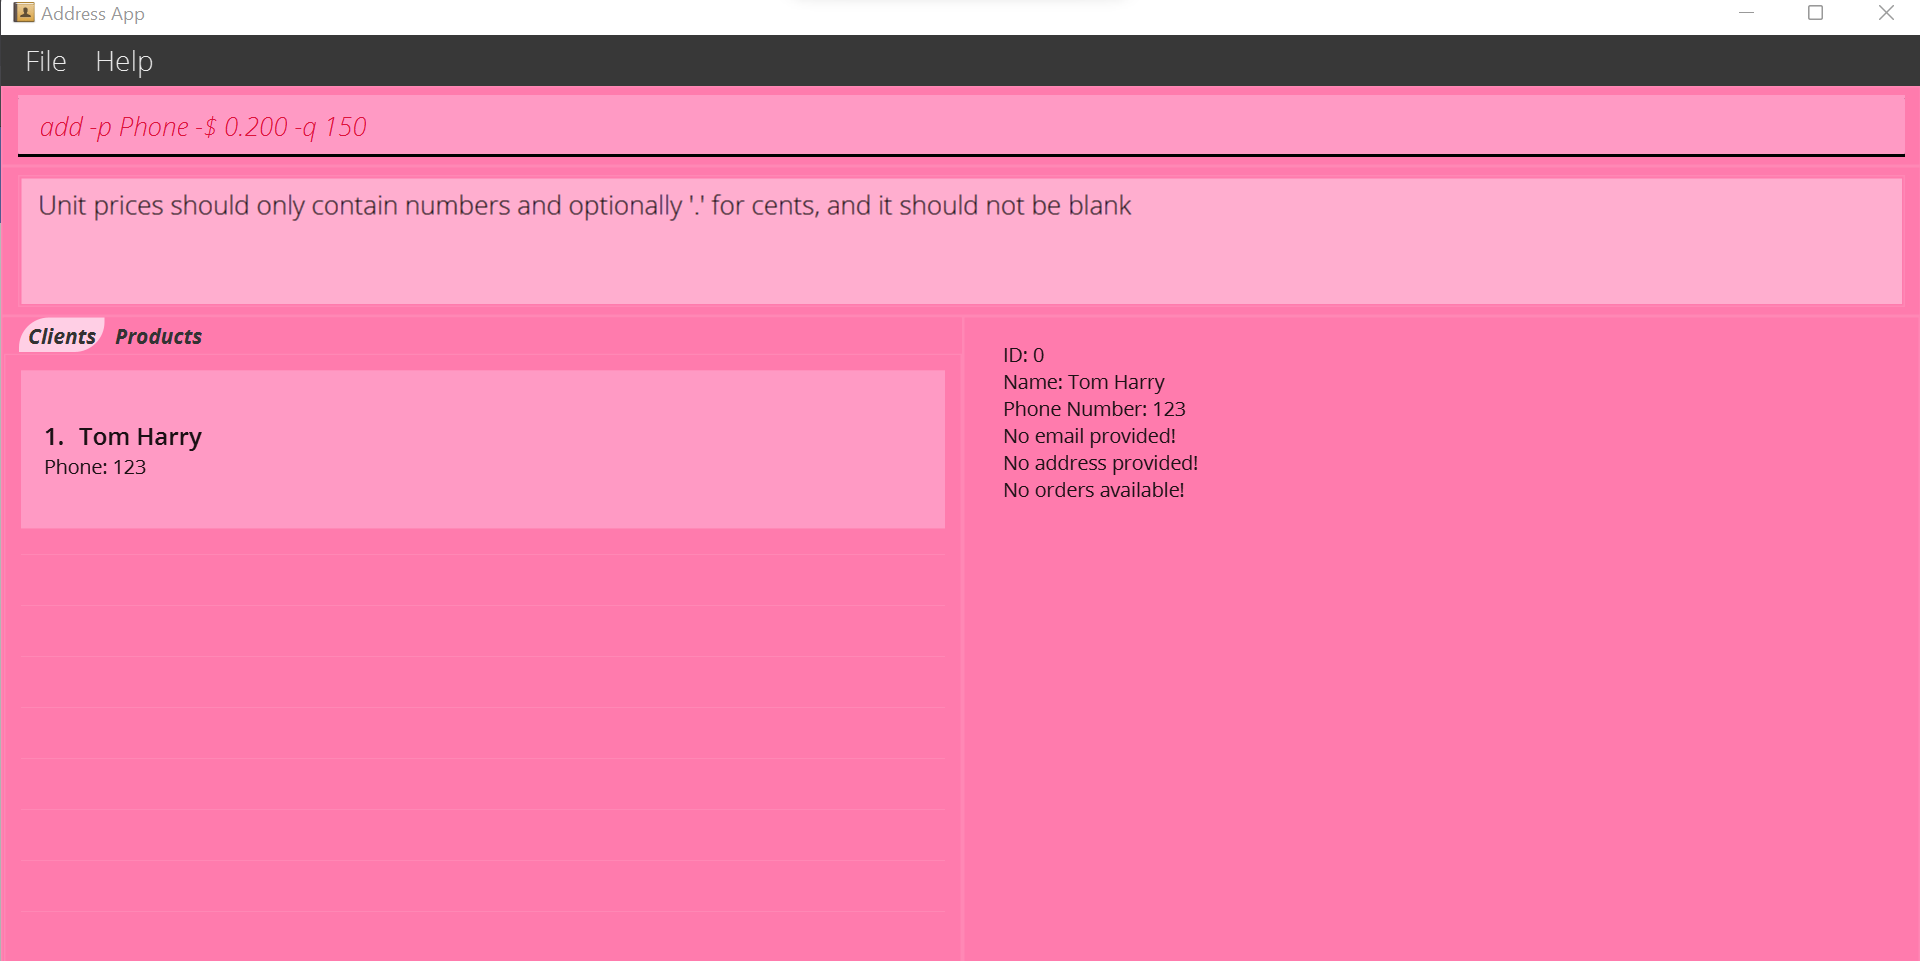 Address App
File Help
add -p Phone -$ 0.200 -q 150
Unit prices should only contain numbers and optionally '.' for cents, and it should not be blank
Clients Products
1. Tom Harry
Phone: 123
ID: 0
Name: Tom Harry
Phone Number: 123
No email provided!
No address provided!
No orders available!